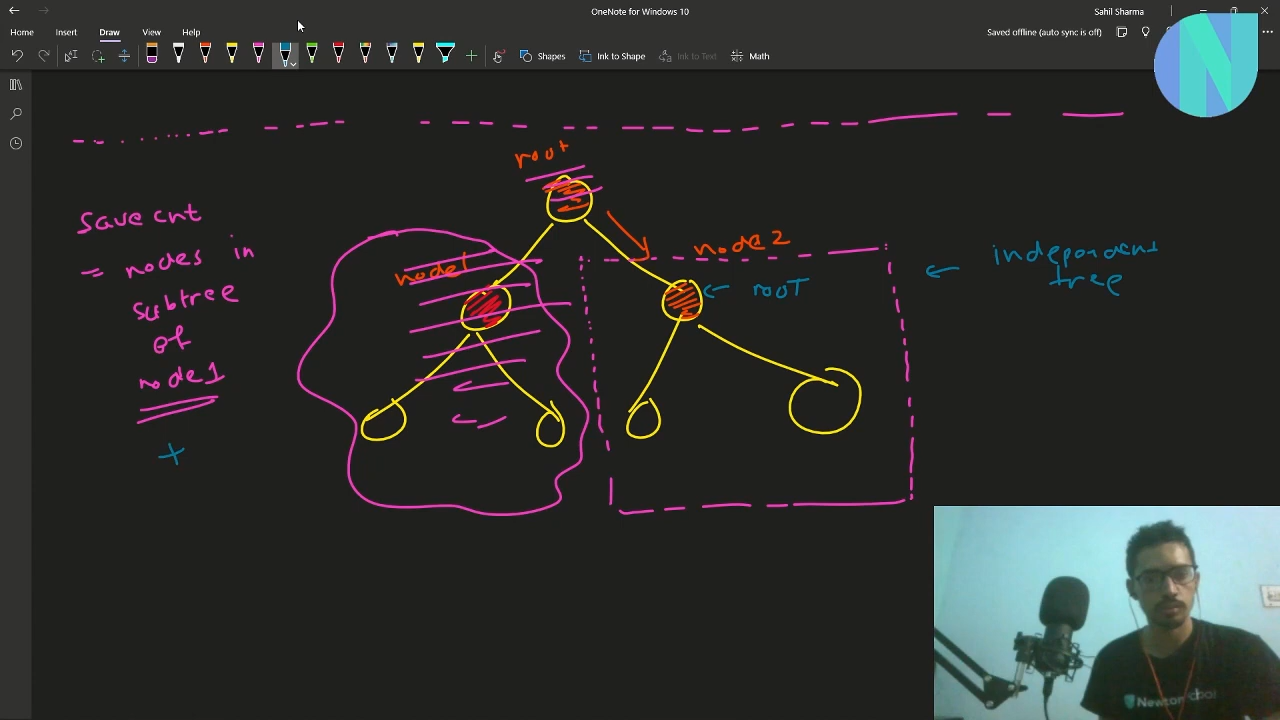 OneNote for Windows 10
Sahil Sharma
Home
Insert
Draw
View
Help
Saved offline (auto sync is off)
Shapes
Ink to Shape
Ink to Text
Math
root
save cnt
= nodes in
subtree
of
node1
+
node1
node2
← root
← independent
tree